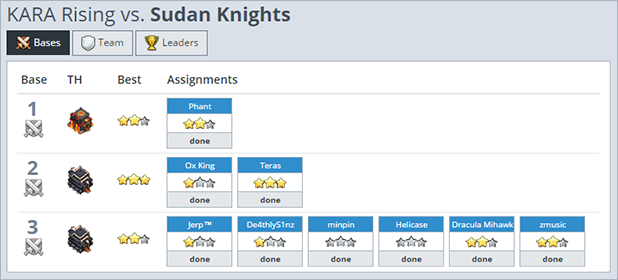 KARA Rising vs. Sudan Knights
Bases Team Leaders
Base TH Best Assignments
1
Phant
done
2
Ox King Teras
done done
3
Jerp™ De4thlyS1nz minpin Helicase Dracula Mihawk zmusic
done done done done done done